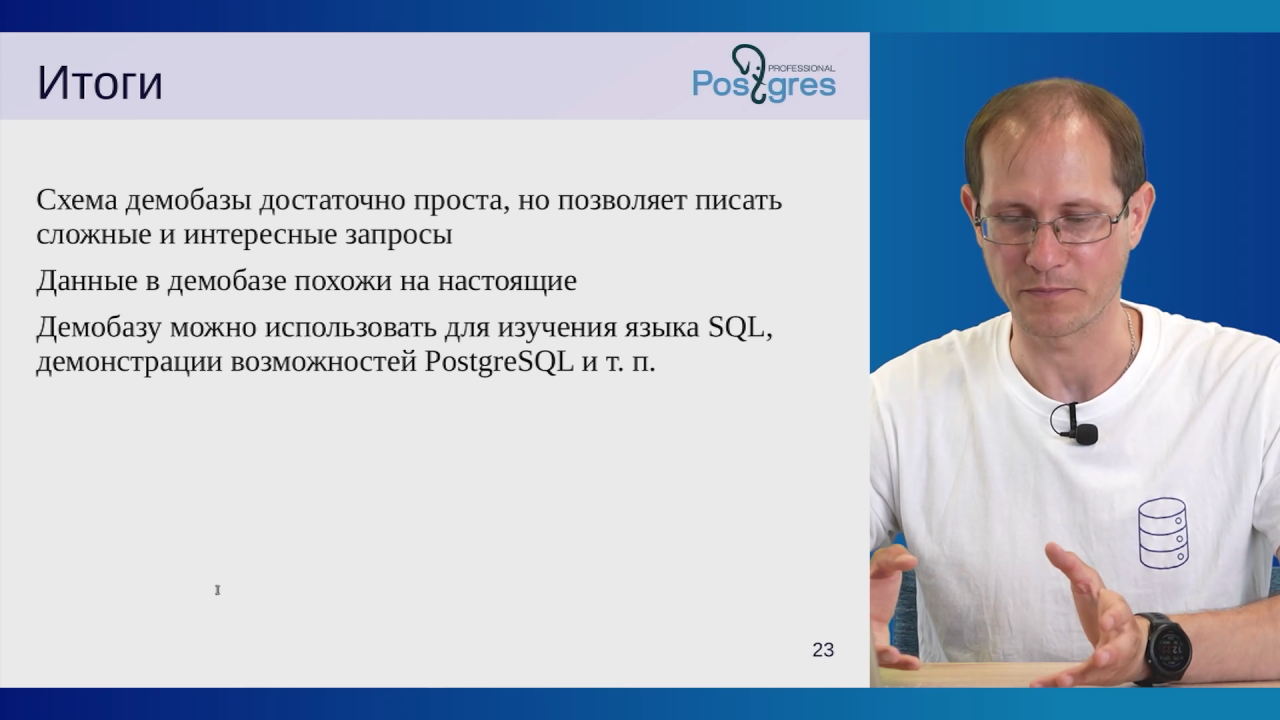 Итоги
PROFESSIONAL
Postgres
Схема демобазы достаточно проста, но позволяет писать
сложные и интересные запросы
Данные в демобазе похожи на настоящие
Демобазу можно использовать для изучения языка SQL,
демонстрации возможностей PostgreSQL и т. п.
23